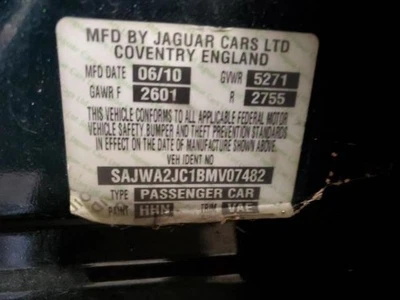 MFD BY JAGUAR CARS LTD
COVENTRY ENGLAND
MFD DATE 06/10 GVWR 5271
GAWR F 2601 R 2755
THIS VEHICLE CONFORMS TO ALL APPLICABLE FEDERAL MOTOR
VEHICLE SAFETY, BUMPER AND THEFT PREVENTION STANDARDS
IN EFFECT ON THE DATE OF MANUFACTURE SHOWN ABOVE
VEH IDENT NO
SAJWA2JC1BMV07482
TYPE PASSENGER CAR
PAINT HHN TRIM VAE